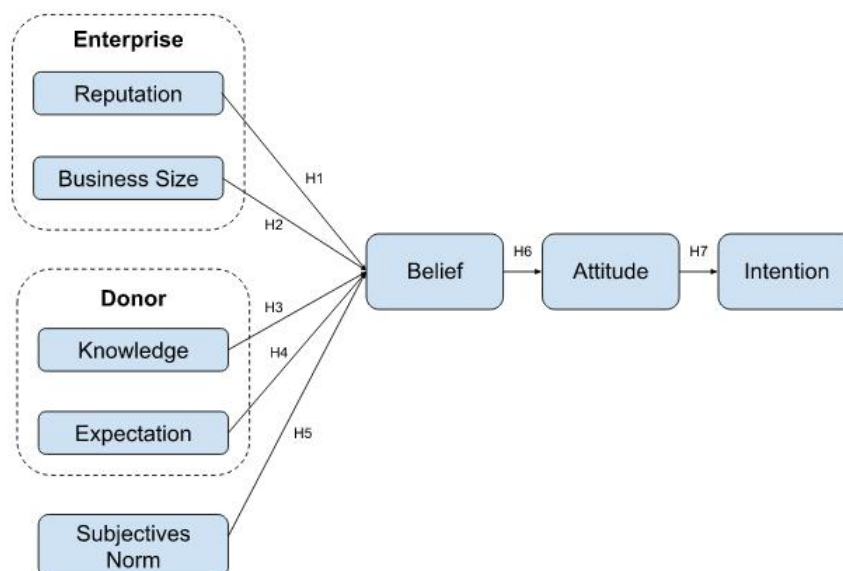 Enterprise
Reputation
Business Size
H1
H2
Belief
H6
Attitude
H7
Intention
Donor
Knowledge
Expectation
H3
H4
H5
Subjectives
Norm